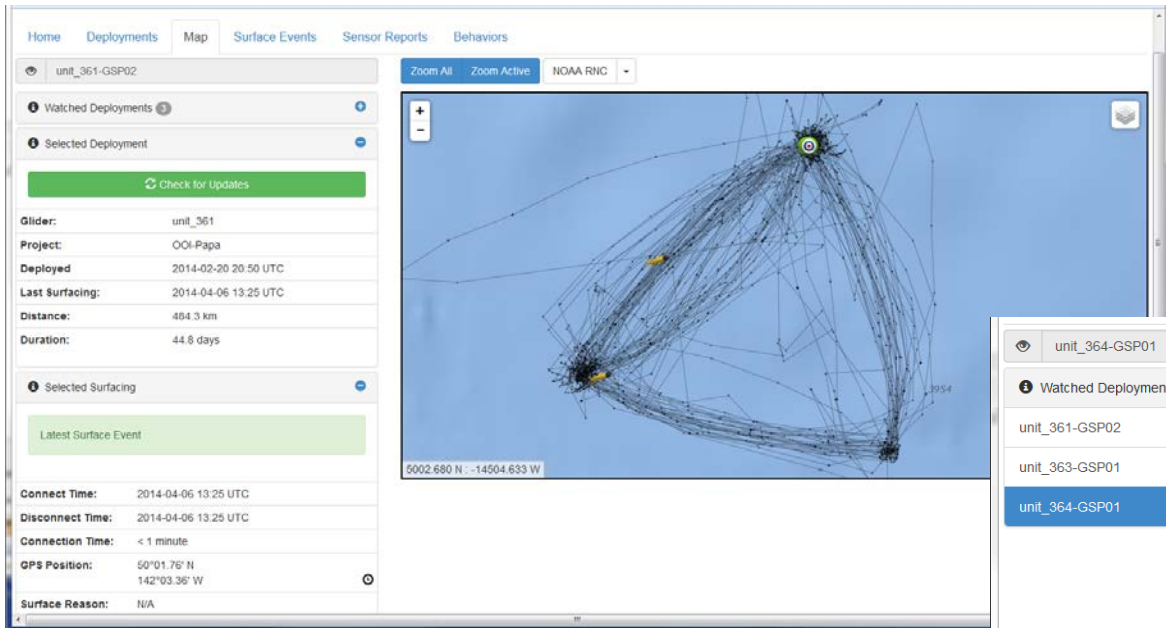 Home Deployments Map Surface Events Sensor Reports Behaviors
unit_361-GSP02
Zoom All Zoom Active NOAA RNC
Watched Deployments 3
Selected Deployment
Check for Updates
Glider: unit_361
Project: OOI-Papa
Deployed 2014-02-20 20:50 UTC
Last Surfacing: 2014-04-06 13:25 UTC
Distance: 484.3 km
Duration: 44.8 days
Selected Surfacing
Latest Surface Event
Connect Time: 2014-04-06 13:25 UTC
Disconnect Time: 2014-04-06 13:25 UTC
Connection Time: < 1 minute
GPS Position: 50°01.76' N
142°03.36' W
Surface Reason: N/A
+
-
3954
5002.680 N : -14504.633 W
unit_364-GSP01
Watched Deploymen
unit_361-GSP02
unit_363-GSP01
unit_364-GSP01